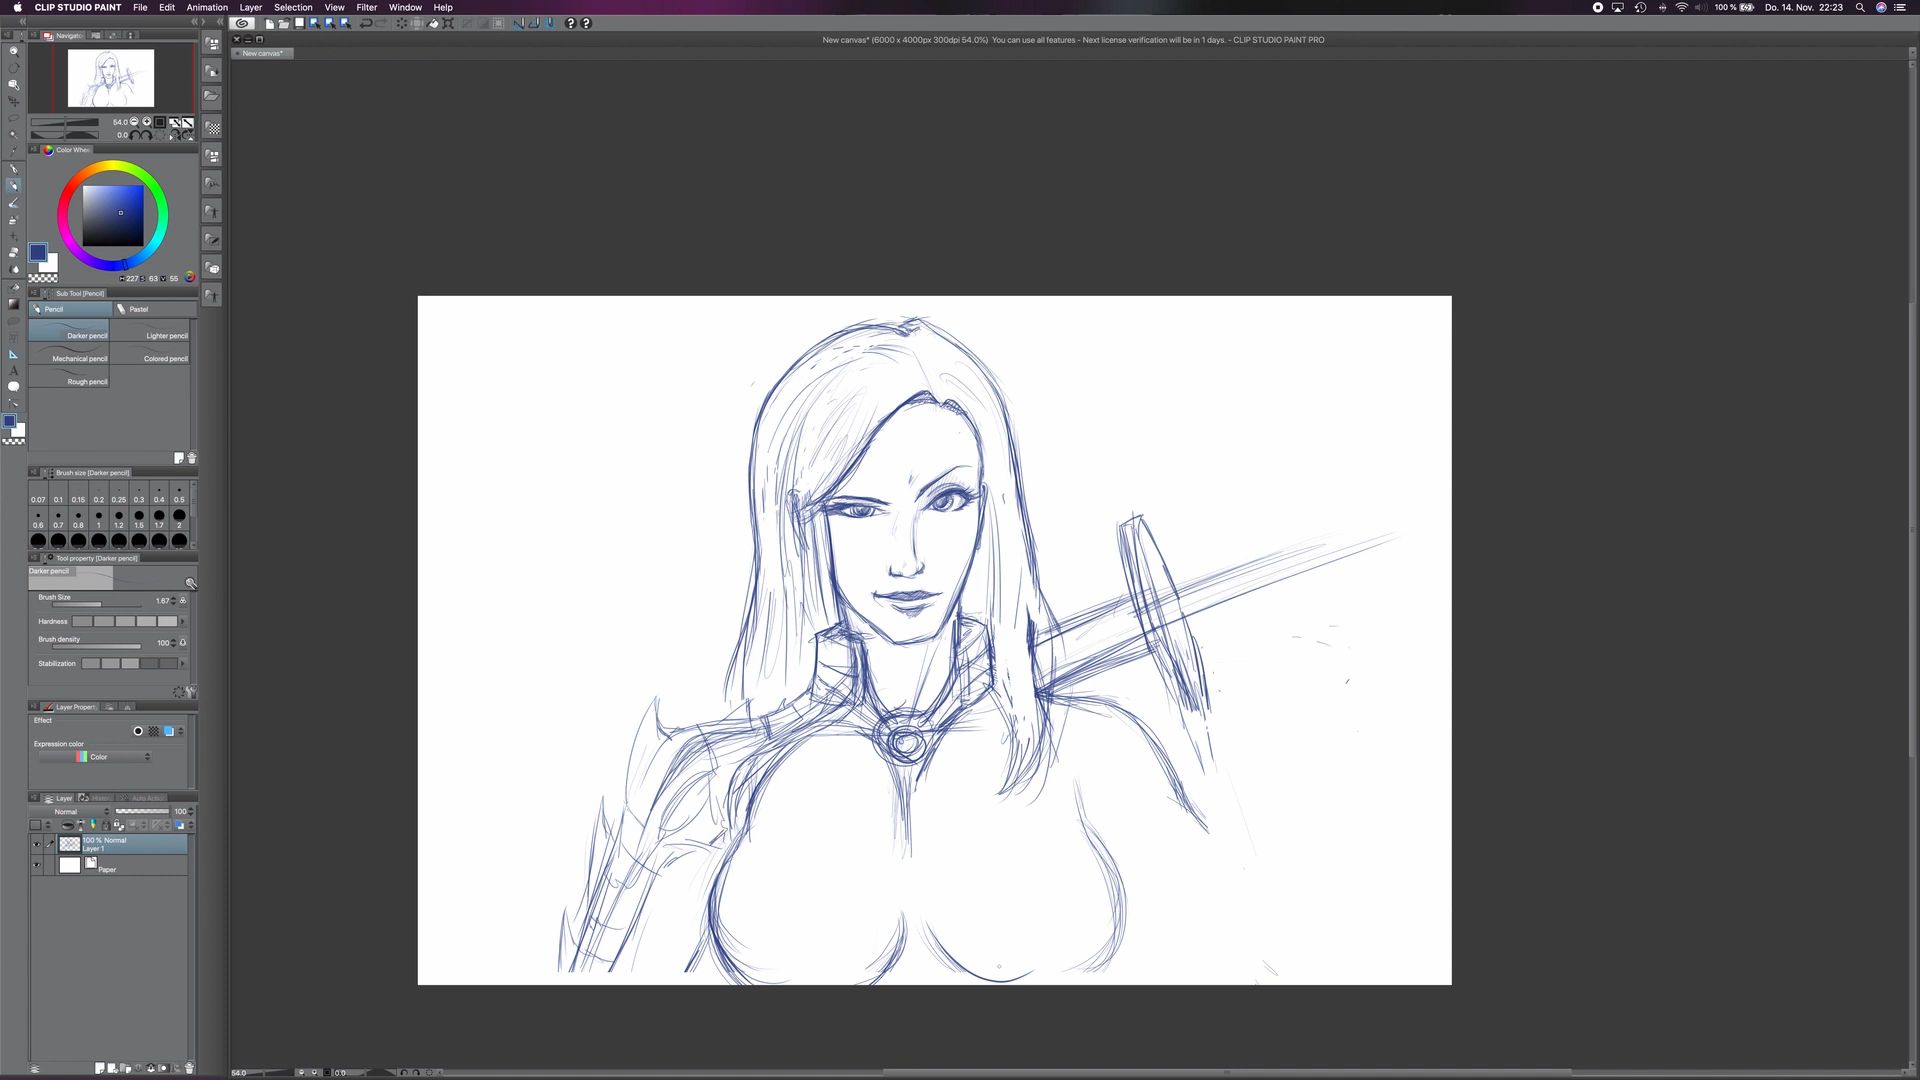 CLIP STUDIO PAINT File Edit Animation Layer Selection View Filter Window Help 100 % Do. 14. Nov. 22:23
New canvas* (6000 x 4000px 300dpi 54.0%) You can use all features - Next license verification will be in 1 days. - CLIP STUDIO PAINT PRO
New canvas*
Navigator
54.0
0.0
Color Whe
H 227 S 63 V 55
Sub Tool [Pencil]
Pencil Pastel
Darker pencil Lighter pencil
Mechanical pencil Colored pencil
Rough pencil
Brush size [Darker pencil]
0.07 0.1 0.15 0.2 0.25 0.3 0.4 0.5
0.6 0.7 0.8 1 1.2 1.5 1.7 2
Tool property [Darker pencil]
Darker pencil
Brush Size 1.67
Hardness
Brush density 100
Stabilization
Layer Propert
Effect
Expression color
Color
Layer
Normal 100
100 % Normal
Layer 1
Paper
54.0 0.0